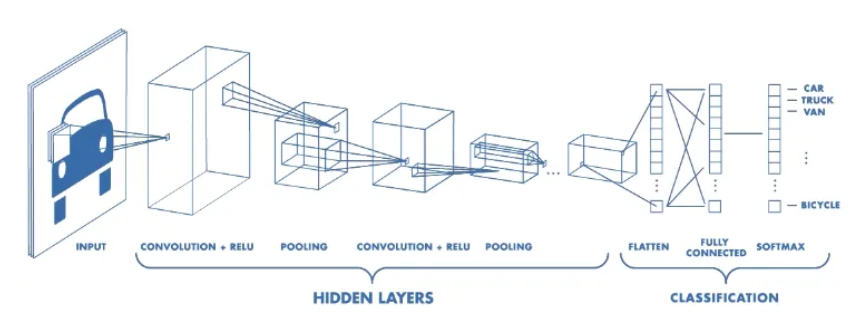 CAR
TRUCK
VAN
BICYCLE
INPUT
CONVOLUTION + RELU
POOLING
CONVOLUTION + RELU
POOLING
FLATTEN
FULLY
CONNECTED
SOFTMAX
HIDDEN LAYERS
CLASSIFICATION